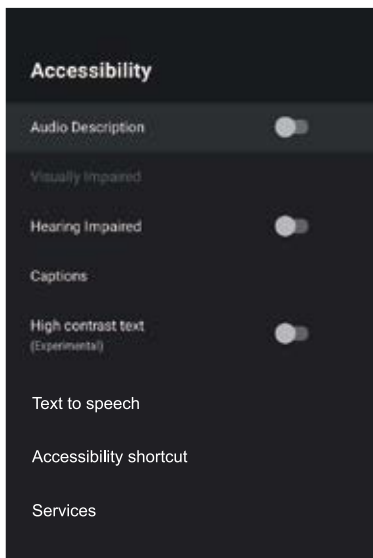 Accessibility
Audio Description
Visually Impaired
Hearing Impaired
Captions
High contrast text
(Experimental)
Text to speech
Accessibility shortcut
Services